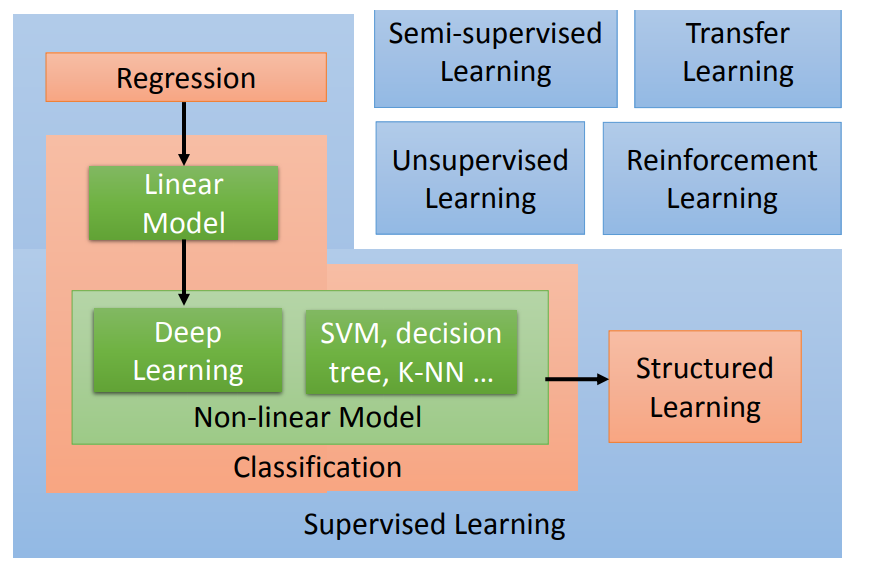 Regression
Linear
Model
Deep
Learning
SVM, decision
tree, K-NN ...
Non-linear Model
Classification
Supervised Learning
Structured
Learning
Semi-supervised
Learning
Transfer
Learning
Unsupervised
Learning
Reinforcement
Learning